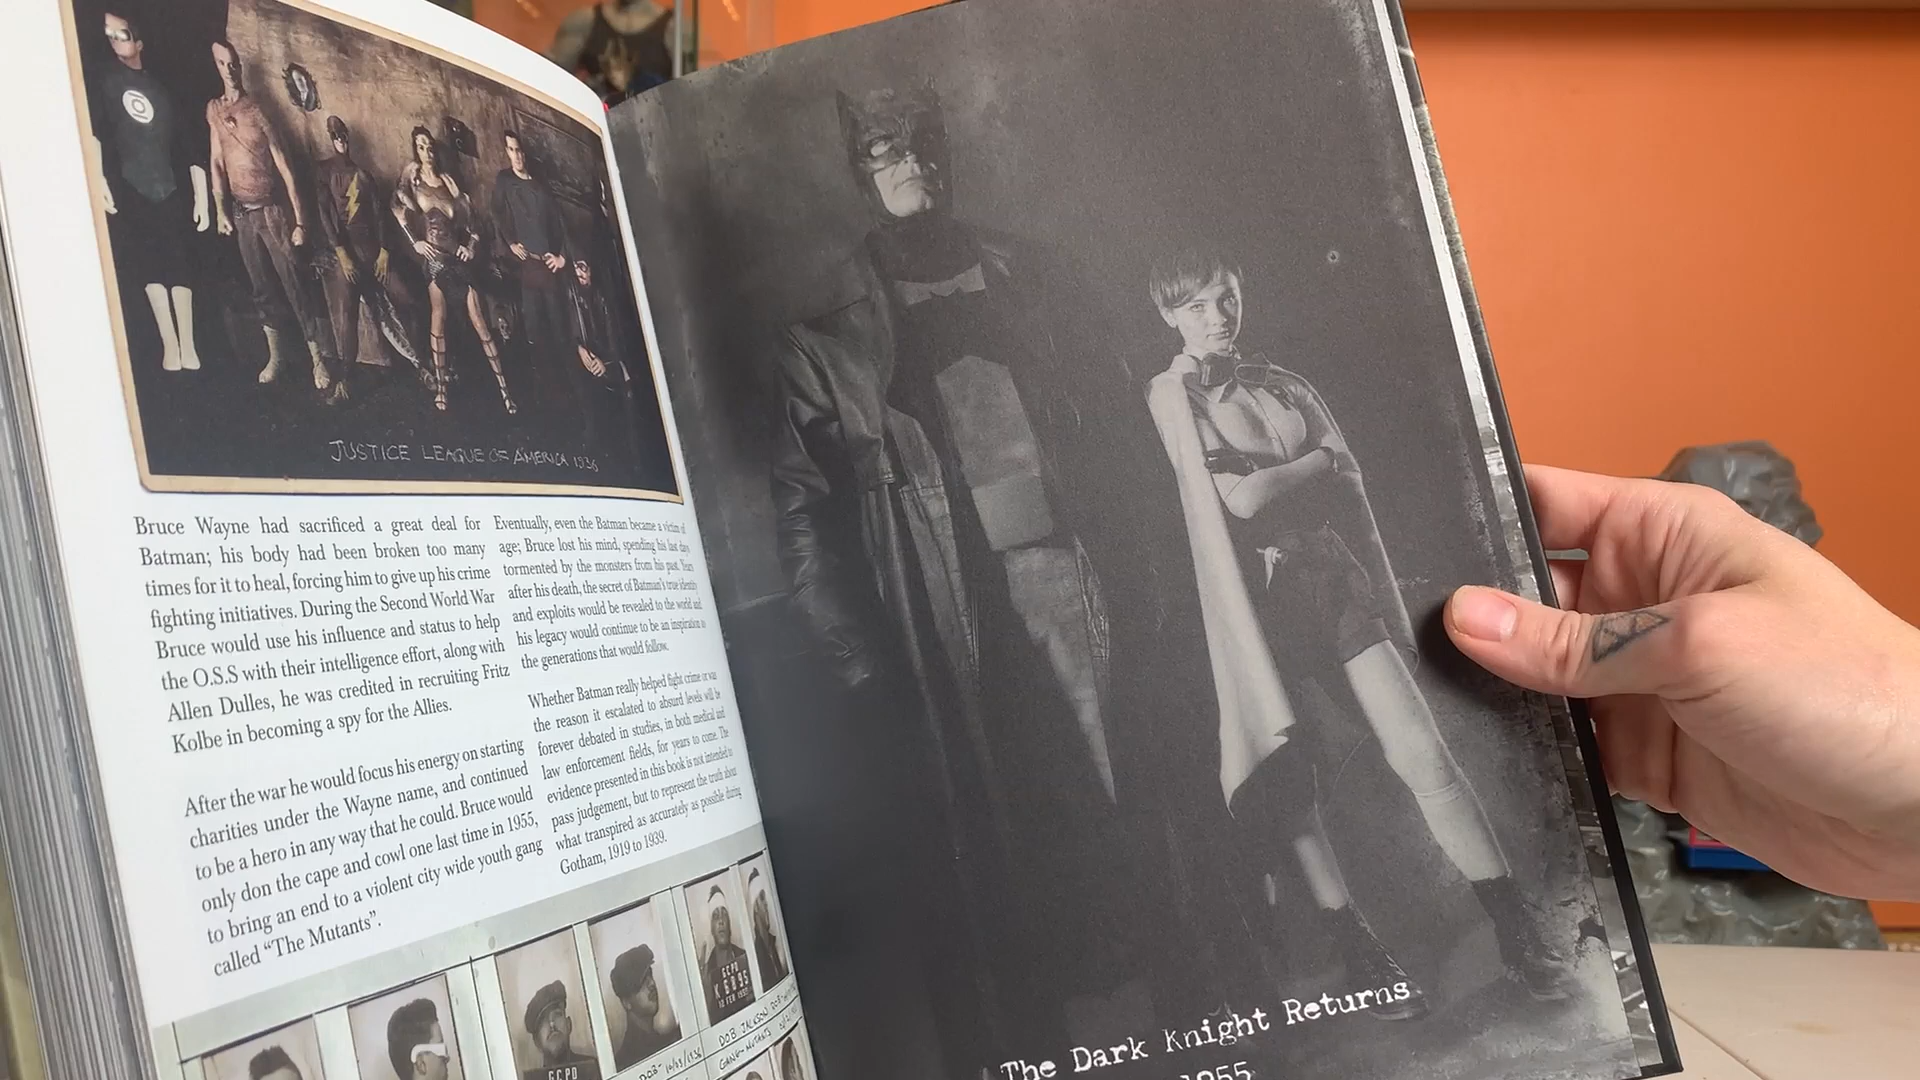 JUSTICE LEAGUE OF AMERICA 1936
Bruce Wayne had sacrificed a great deal for
Batman; his body had been broken too many
times for it to heal, forcing him to give up his crime
fighting initiatives. During the Second World War
Bruce would use his influence and status to help
the O.S.S with their intelligence effort, along with
Allen Dulles, he was credited in recruiting Fritz
Kolbe in becoming a spy for the Allies.
After the war he would focus his energy on starting
charities under the Wayne name, and continued
to be a hero in any way that he could. Bruce would
only don the cape and cowl one last time in 1955,
to bring an end to a violent city wide youth gang
called “The Mutants”.
Eventually, even the Batman became a victim of
age; Bruce lost his mind, spending his last days
tormented by the monsters from his past. Years
after his death, the secret of Batman's true identity
and exploits would be revealed to the world and
his legacy would continue to be an inspiration to
the generations that would follow.
Whether Batman really helped fight crime or was
the reason it escalated to absurd levels will be
forever debated in studies, in both medical and
law enforcement fields, for years to come. The
evidence presented in this book is not intended to
pass judgement, but to represent the truth about
what transpired as accurately as possible during
Gotham, 1919 to 1939.
GCPD
GCPD
K 6895
DOB-
DOB JACKSON
GANG- MUTANTS
The Dark Knight Returns
1955